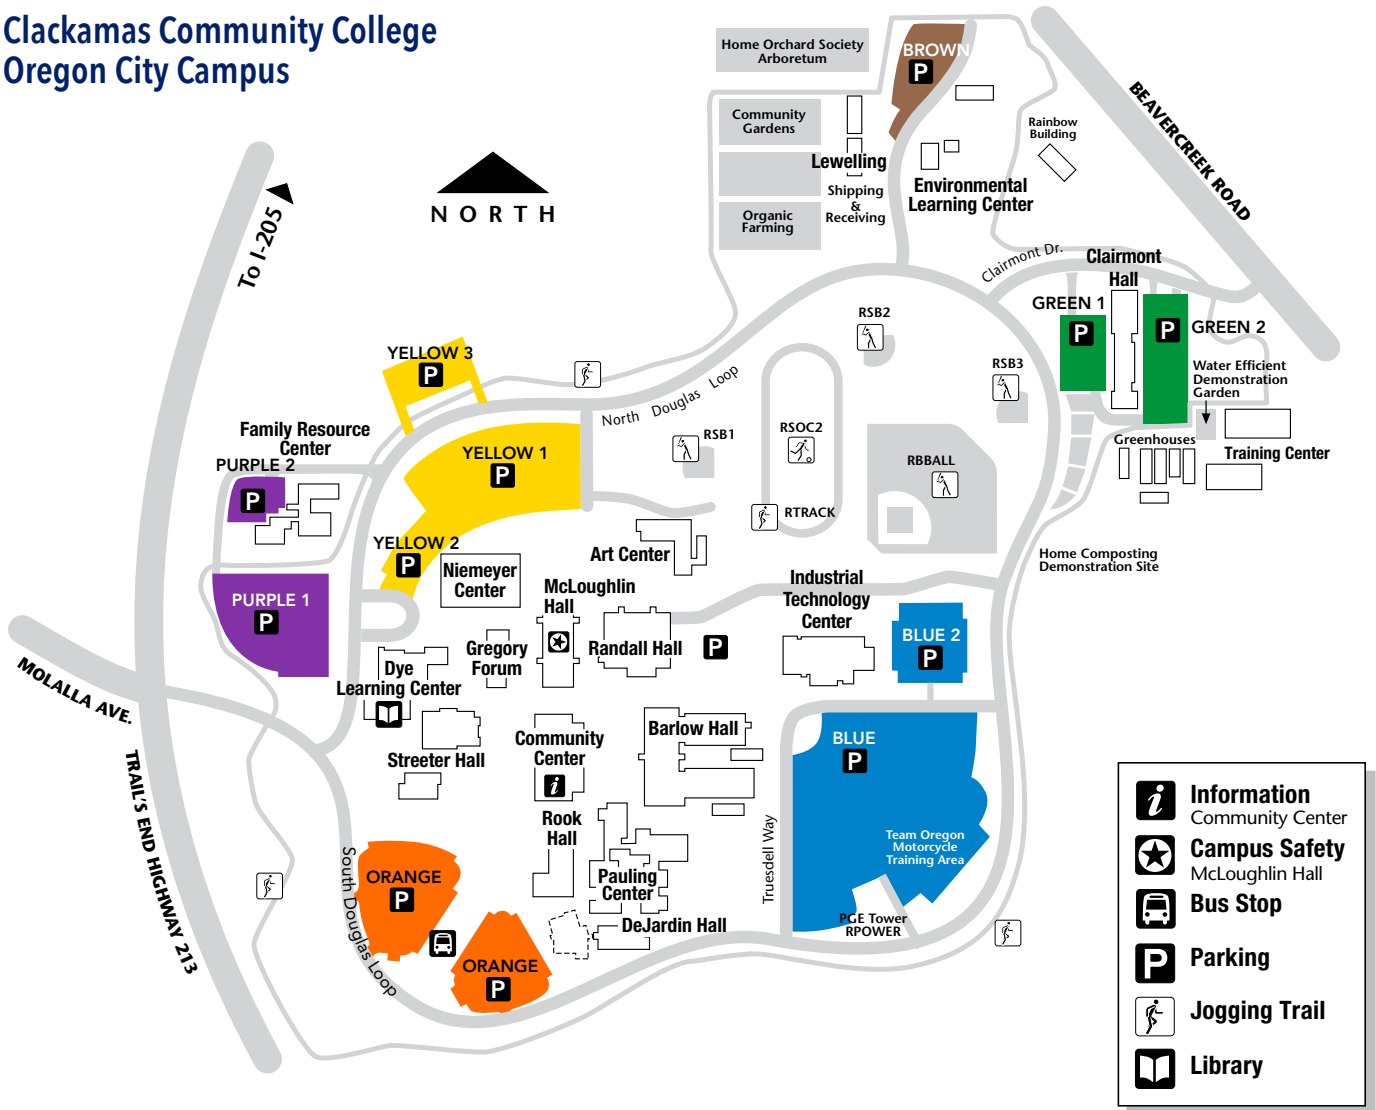 Clackamas Community College
Oregon City Campus
NORTH
To I-205
Home Orchard Society
Arboretum
BROWN
P
Community
Gardens
Organic
Farming
Lewelling
Shipping
&
Receiving
Environmental
Learning Center
Rainbow
Building
BEAVERCREEK ROAD
Clairmont Dr.
Clairmont
Hall
GREEN 1
P
P
GREEN 2
Water Efficient
Demonstration
Garden
Greenhouses
Training Center
Home Composting
Demonstration Site
RSB2
RSB3
RSB1
RSOC2
RBBALL
RTRACK
North Douglas Loop
YELLOW 3
P
YELLOW 1
P
YELLOW 2
P
Family Resource
Center
PURPLE 2
P
PURPLE 1
P
Niemeyer
Center
Art Center
McLoughlin
Hall
Gregory
Forum
Randall Hall
P
Industrial
Technology
Center
BLUE 2
P
Dye
Learning Center
Streeter Hall
Community
Center
i
Barlow Hall
BLUE
P
Team Oregon
Motorcycle
Training Area
PGE Tower
RPOWER
Truesdell Way
Rook
Hall
Pauling
Center
DeJardin Hall
ORANGE
P
ORANGE
P
South Douglas Loop
MOLALLA AVE.
TRAIL'S END HIGHWAY 213
i
Information
Community Center
Campus Safety
McLoughlin Hall
Bus Stop
P
Parking
Jogging Trail
Library